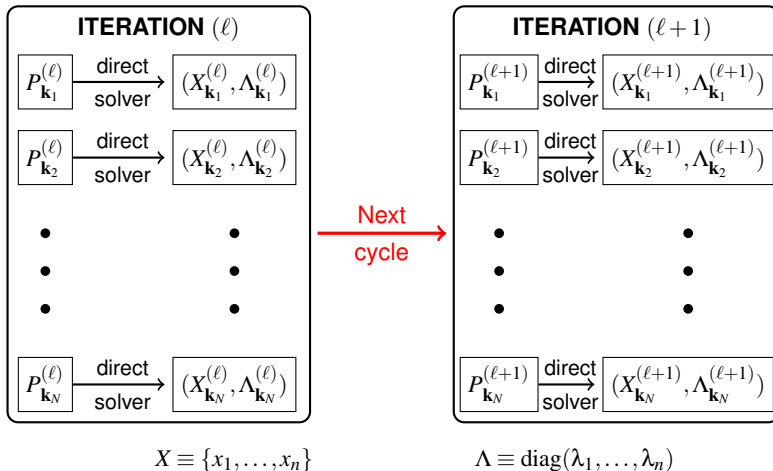 ITERATION (ℓ)
P_{𝐤_1}^{(ℓ)} direct solver (X_{𝐤_1}^{(ℓ)}, Λ_{𝐤_1}^{(ℓ)})
P_{𝐤_2}^{(ℓ)} direct solver (X_{𝐤_2}^{(ℓ)}, Λ_{𝐤_2}^{(ℓ)})
P_{𝐤_N}^{(ℓ)} direct solver (X_{𝐤_N}^{(ℓ)}, Λ_{𝐤_N}^{(ℓ)})
Next
cycle
ITERATION (ℓ+1)
P_{𝐤_1}^{(ℓ+1)} direct solver (X_{𝐤_1}^{(ℓ+1)}, Λ_{𝐤_1}^{(ℓ+1)})
P_{𝐤_2}^{(ℓ+1)} direct solver (X_{𝐤_2}^{(ℓ+1)}, Λ_{𝐤_2}^{(ℓ+1)})
P_{𝐤_N}^{(ℓ+1)} direct solver (X_{𝐤_N}^{(ℓ+1)}, Λ_{𝐤_N}^{(ℓ+1)})
X ≡ {x_1, …, x_n}
Λ ≡ diag(λ_1, …, λ_n)